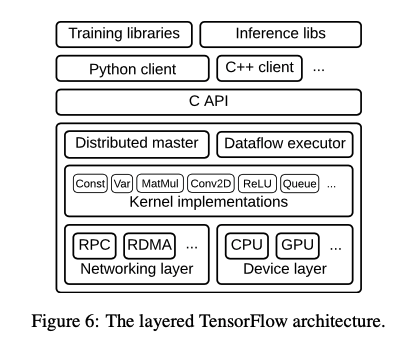 Training libraries Inference libs
Python client C++ client ...
C API
Distributed master Dataflow executor
Const Var MatMul Conv2D ReLU Queue ...
Kernel implementations
RPC RDMA ... CPU GPU ...
Networking layer Device layer
Figure 6: The layered TensorFlow architecture.